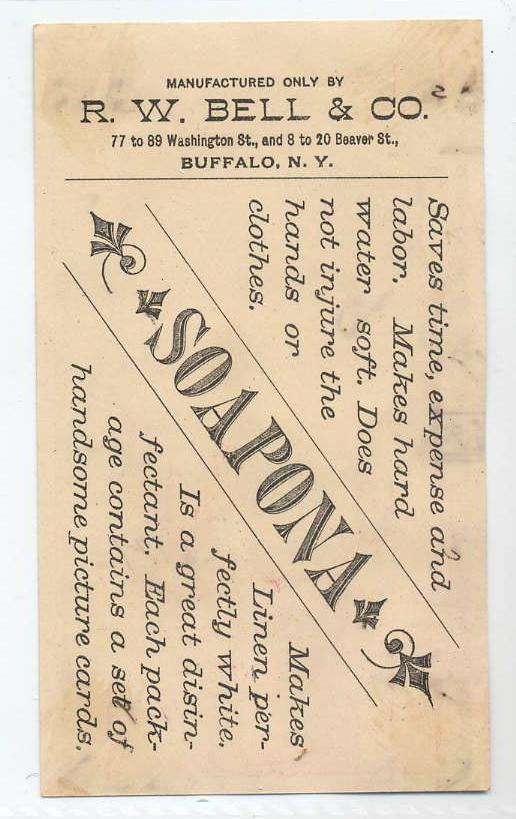 MANUFACTURED ONLY BY
R. W. BELL & CO.
77 to 89 Washington St., and 8 to 20 Beaver St.,
BUFFALO, N. Y.
Saves time, expense and
labor. Makes hard
water soft. Does
not injure the
hands or
clothes.
SOAPONA
Makes
Linen per-
fectly white.
Is a great disin-
fectant. Each pack-
age contains a set of
handsome picture cards.